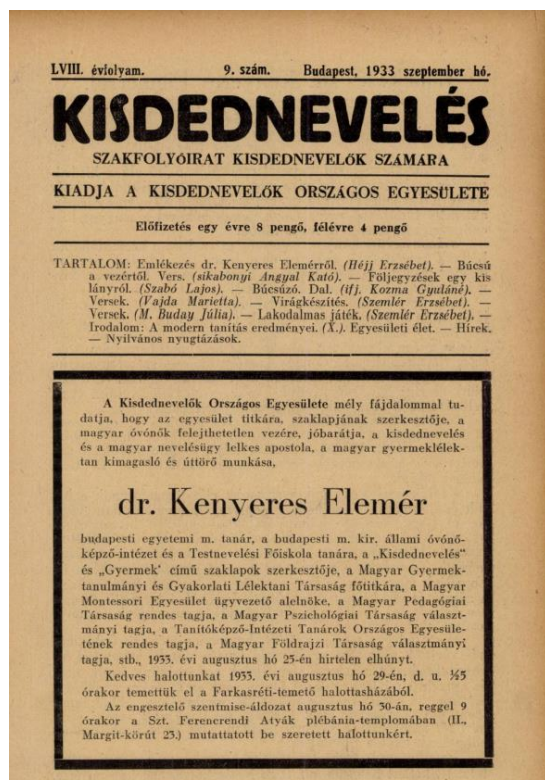 LVIII. évfolyam. 9. szám. Budapest, 1933 szeptember hó.
KISDEDNEVELÉS
SZAKFOLYÓIRAT KISDEDNEVELŐK SZÁMÁRA
KIADJA A KISDEDNEVELŐK ORSZÁGOS EGYESÜLETE
Előfizetés egy évre 8 pengő, félévre 4 pengő
TARTALOM: Emlékezés dr. Kenyeres Elemérről. (Héjj Erzsébet). — Búcsú
a vezértől. Vers. (sikabonyi Angyal Kató). — Följegyzések egy kis
lányról. (Szabó Lajos). — Búcsúzó. Dal. (ifj. Kozma Gyuláné). —
Versek. (Vajda Marietta). — Virágkészítés. (Szemlér Erzsébet). —
Versek. (M. Buday Júlia). — Lakodalmas játék. (Szemlér Erzsébet). —
Irodalom: A modern tanítás eredményei. (X.). Egyesületi élet. — Hírek.
— Nyilvános nyugtázások.
A Kisdednevelők Országos Egyesülete mély fájdalommal tu-
datja, hogy az egyesület titkára, szaklapjának szerkesztője, a
magyar óvónők felejthetetlen vezére, jóbarátja, a kisdednevelés
és a magyar nevelésügy lelkes apostola, a magyar gyermeklélek-
tan kimagasló és úttörő munkása,
dr. Kenyeres Elemér
budapesti egyetemi m. tanár, a budapesti m. kir. állami óvónő-
képző-intézet és a Testnevelési Főiskola tanára, a „Kisdednevelés"
és „Gyermek' című szaklapok szerkesztője, a Magyar Gyermek-
tanulmányi és Gyakorlati Lélektani Társaság főtitkára, a Magyar
Montessori Egyesület ügyvezető alelnöke, a Magyar Pedagógiai
Társaság rendes tagja, a Magyar Pszichológiai Társaság választ-
mányi tagja, a Tanítóképző-Intézeti Tanárok Országos Egyesüle-
tének rendes tagja, a Magyar Földrajzi Társaság választmányi
tagja, stb., 1933. évi augusztus hó 25-én hirtelen elhúnyt.
Kedves halottunkat 1933. évi augusztus hó 29-én, d. u. ½5
órakor temettük el a Farkasréti-temető halottasházából.
Az engesztelő szentmise-áldozat augusztus hó 30-án, reggel 9
órakor a Szt. Ferencrendi Atyák plébánia-templomában (II.,
Margit-körút 23.) mutattatott be szeretett halottunkért.